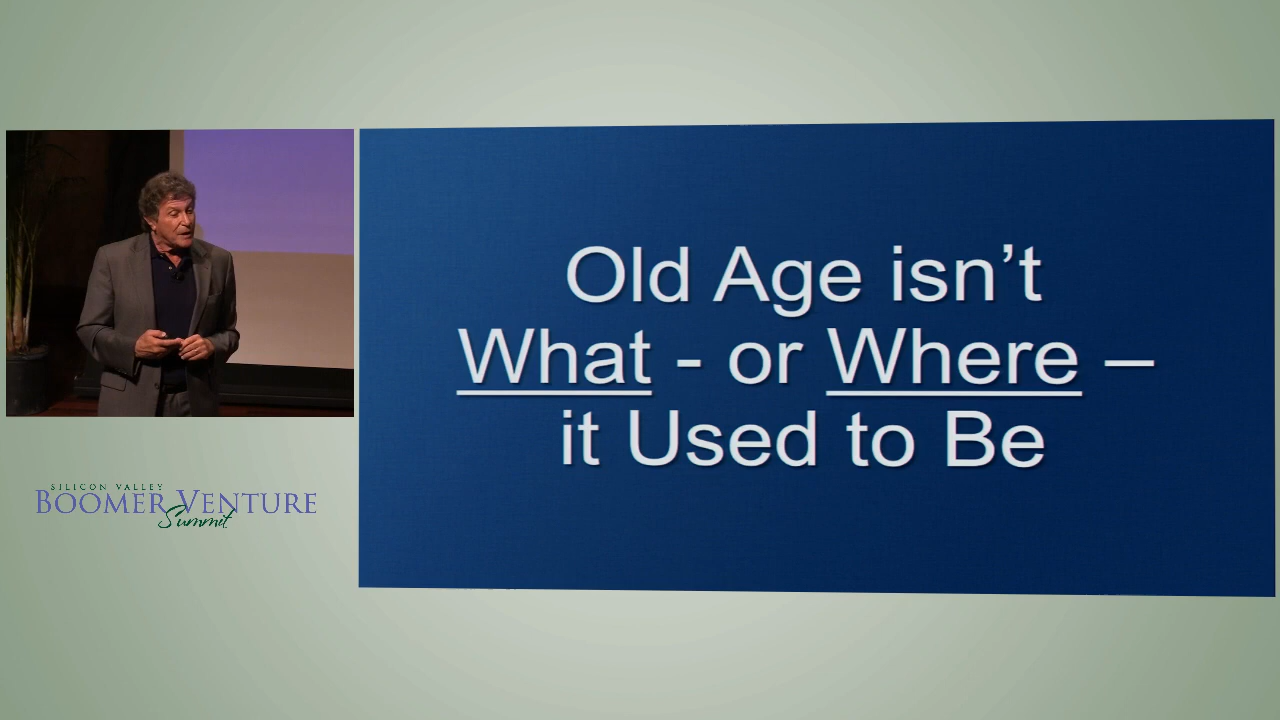 Old Age isn’t
What - or Where –
it Used to Be
SILICON VALLEY
BOOMER VENTURE
Summit